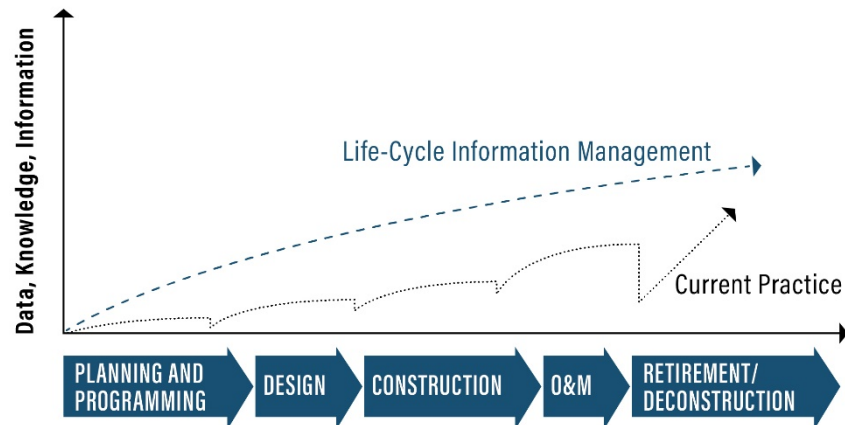 Data, Knowledge, Information
Life-Cycle Information Management
Current Practice
PLANNING AND
PROGRAMMING
DESIGN
CONSTRUCTION
O&M
RETIREMENT/
DECONSTRUCTION